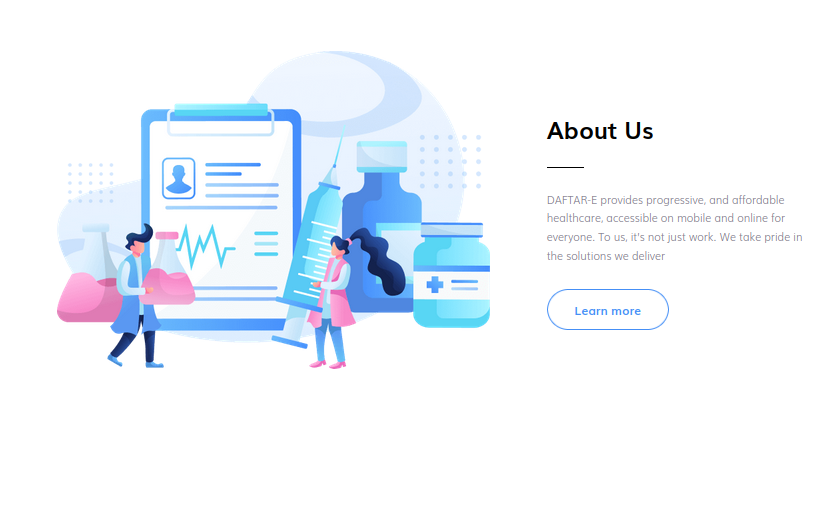 About Us
DAFTAR-E provides progressive, and affordable
healthcare, accessible on mobile and online for
everyone. To us, it's not just work. We take pride in
the solutions we deliver
Learn more